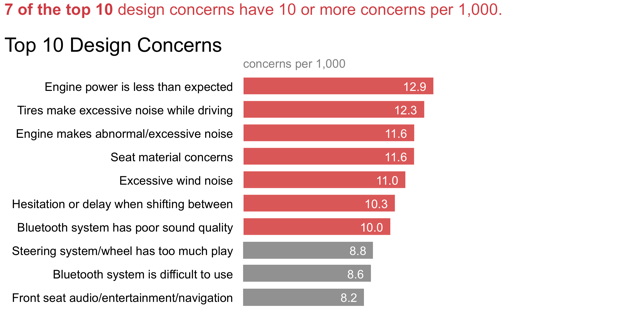 7 of the top 10 design concerns have 10 or more concerns per 1,000.
Top 10 Design Concerns
concerns per 1,000
Engine power is less than expected 12.9
Tires make excessive noise while driving 12.3
Engine makes abnormal/excessive noise 11.6
Seat material concerns 11.6
Excessive wind noise 11.0
Hesitation or delay when shifting between 10.3
Bluetooth system has poor sound quality 10.0
Steering system/wheel has too much play 8.8
Bluetooth system is difficult to use 8.6
Front seat audio/entertainment/navigation 8.2